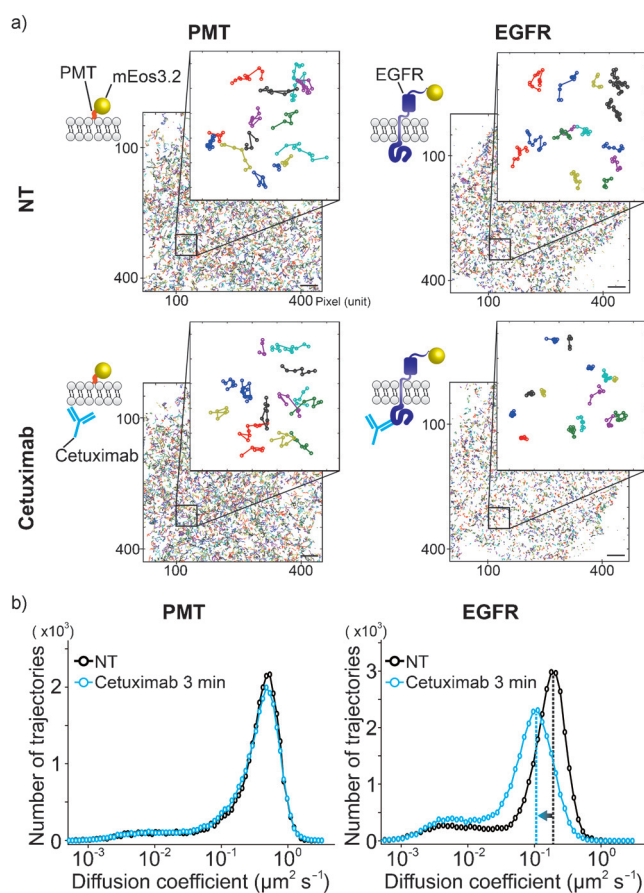 a)
PMT
EGFR
PMT
mEos3.2
EGFR
NT
100
400
100
400
Pixel (unit)
100
400
100
400
Cetuximab
Cetuximab
100
400
100
400
100
400
100
400
b)
PMT
EGFR
( x10³)
Number of trajectories
2
1
0
NT
Cetuximab 3 min
10⁻³
10⁻²
10⁻¹
10⁰
Diffusion coefficient (μm² s⁻¹)
( x10³)
Number of trajectories
3
2
1
0
NT
Cetuximab 3 min
10⁻³
10⁻²
10⁻¹
10⁰
Diffusion coefficient (μm² s⁻¹)